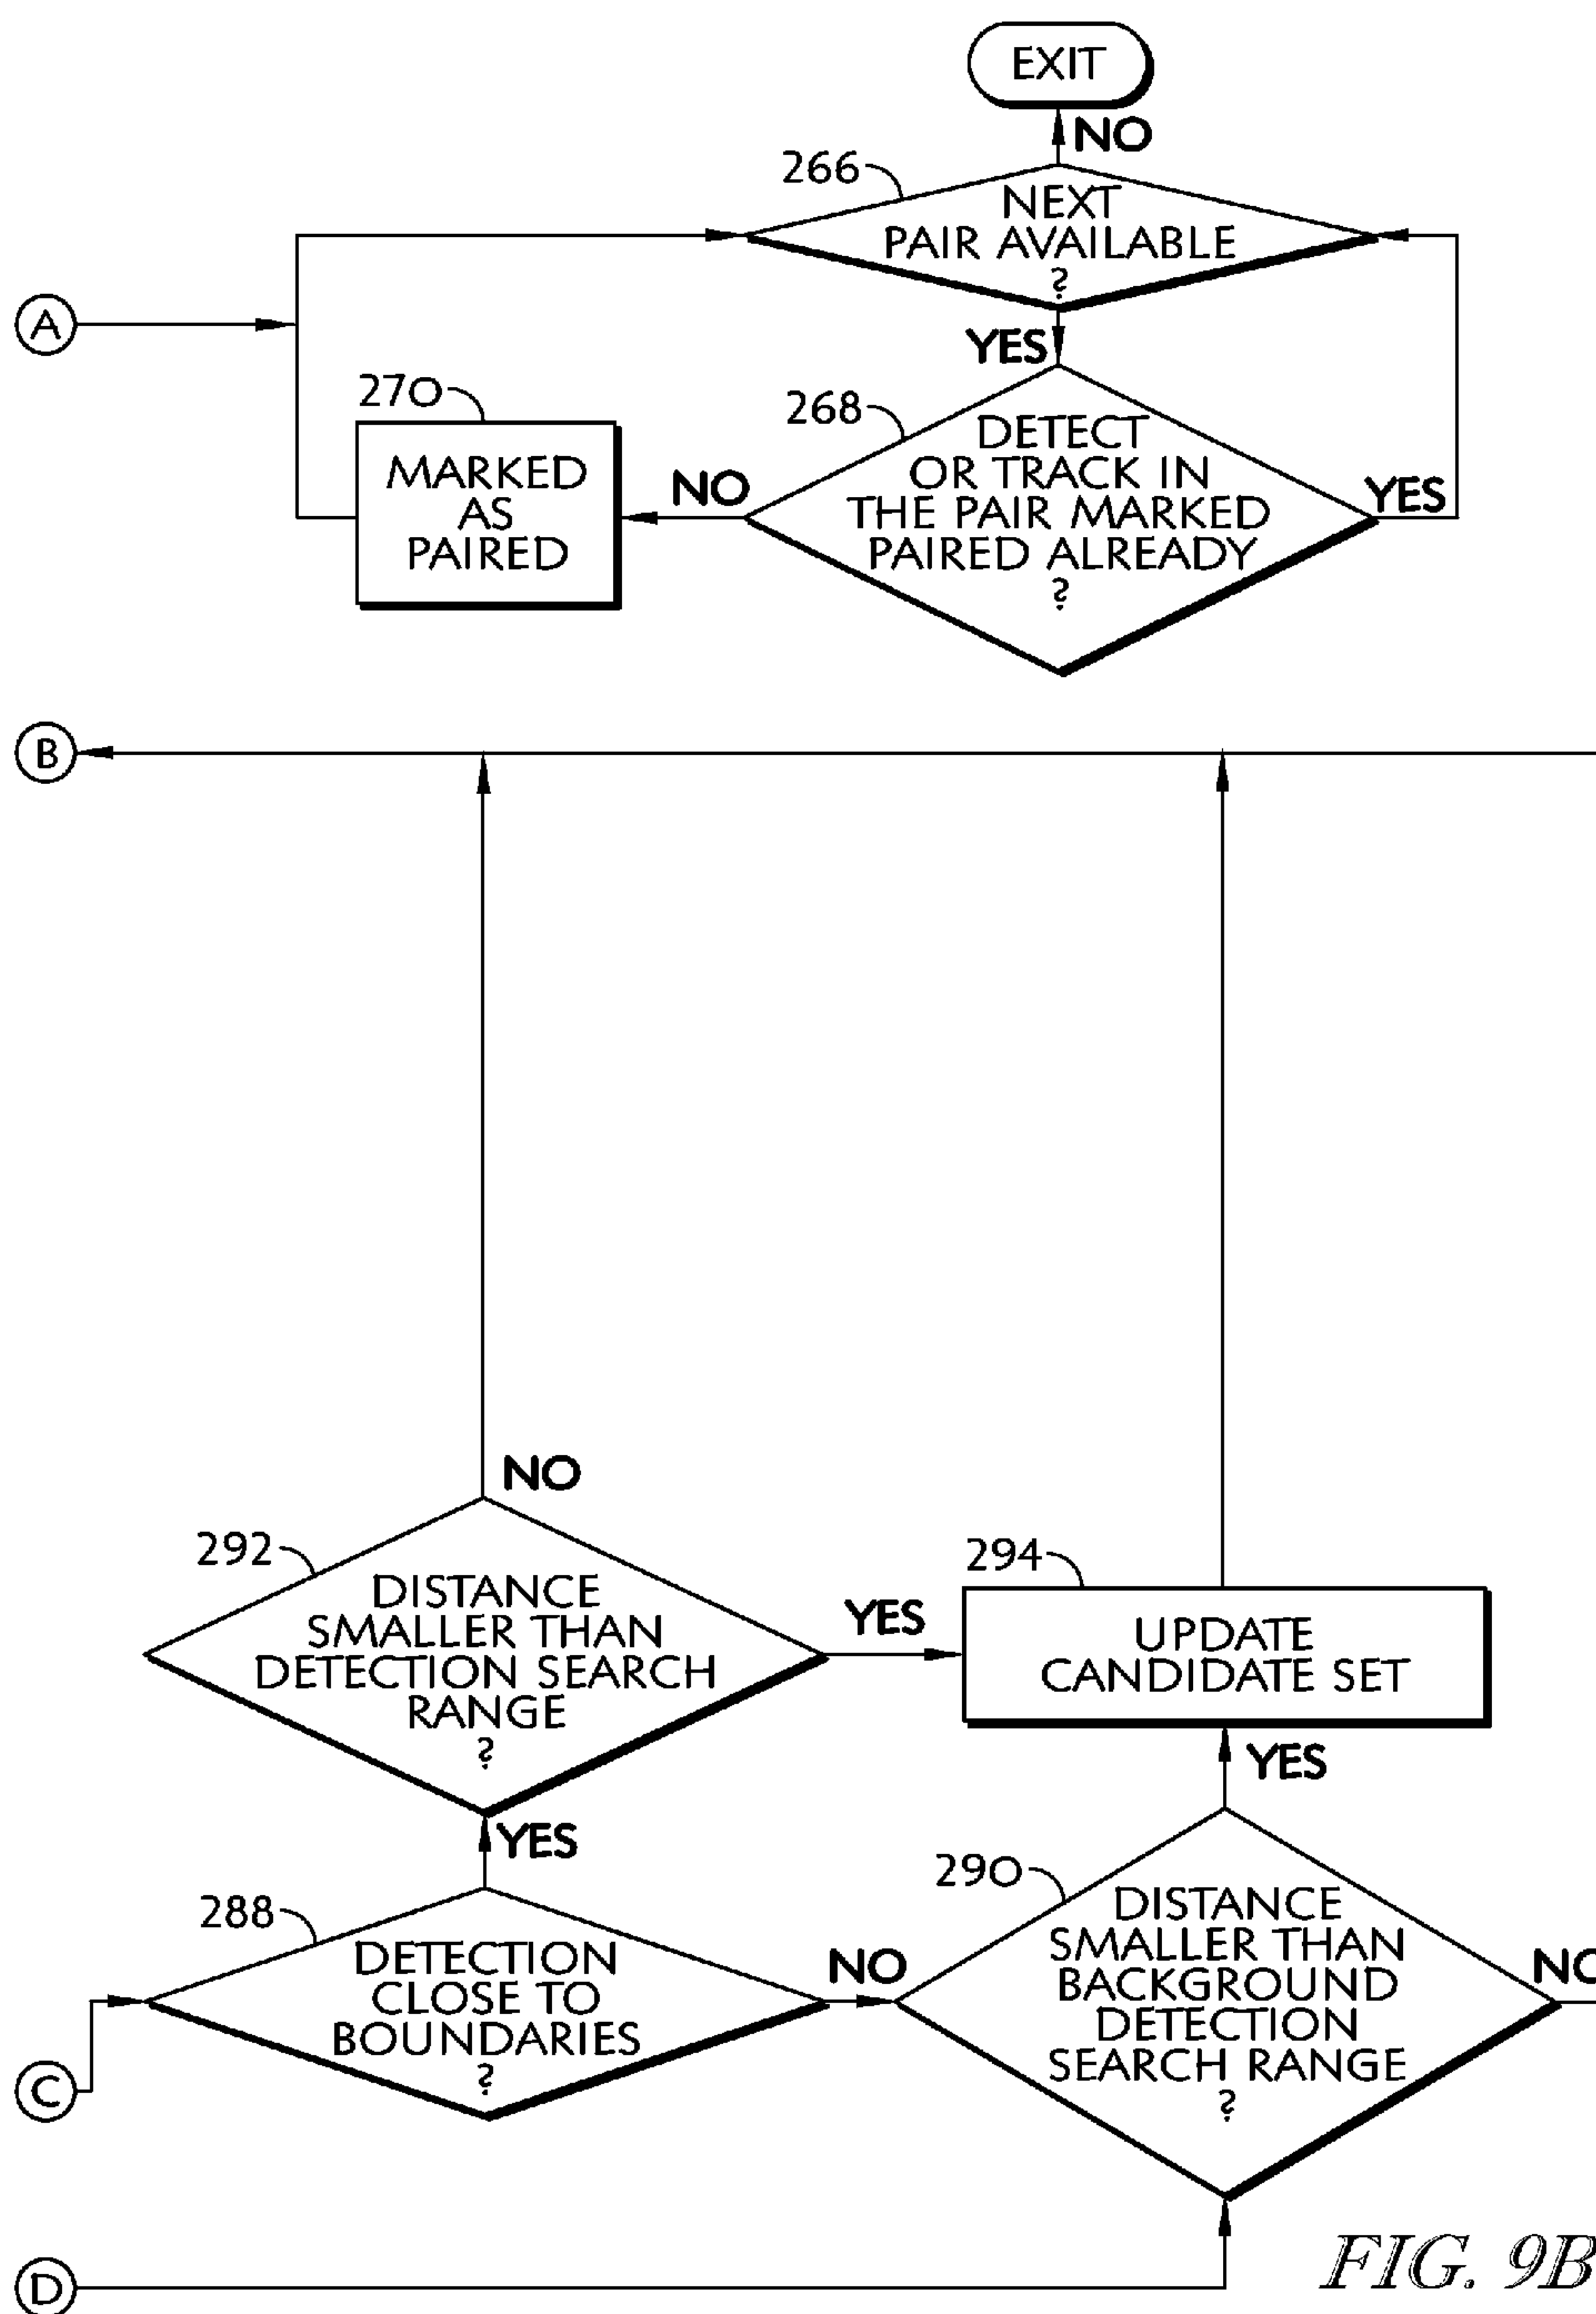 EXIT
NO
266
NEXT
PAIR AVAILABLE
?
A
YES
270
268
MARKED
AS
PAIRED
NO
DETECT
OR TRACK IN
THE PAIR MARKED
PAIRED ALREADY
?
YES
B
NO
292
DISTANCE
SMALLER THAN
DETECTION SEARCH
RANGE
?
YES
294
UPDATE
CANDIDATE SET
YES
YES
288
DETECTION
CLOSE TO
BOUNDARIES
?
NO
290
DISTANCE
SMALLER THAN
BACKGROUND
DETECTION
SEARCH RANGE
?
NO
C
D
FIG. 9B